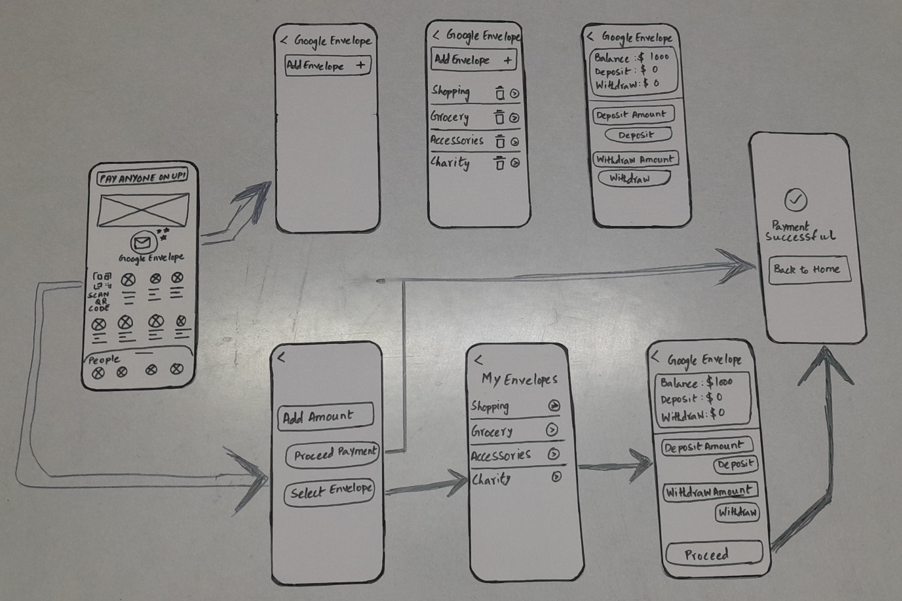 PAY ANYONE ON UPI
Google Envelope
SCAN
QR
CODE
People
< Google Envelope
Add Envelope +
< Google Envelope
Add Envelope +
Shopping
Grocery
Accessories
Charity
< Google Envelope
Balance : $ 1000
Deposit : $ 0
Withdraw : $ 0
Deposit Amount
Deposit
Withdraw Amount
Withdraw
Payment
Successful
Back to Home
<
Add Amount
Proceed Payment
Select Envelope
<
My Envelopes
Shopping
Grocery
Accessories
Charity
< Google Envelope
Balance : $ 1000
Deposit : $ 0
Withdraw : $ 0
Deposit Amount
Deposit
Withdraw Amount
Withdraw
Proceed